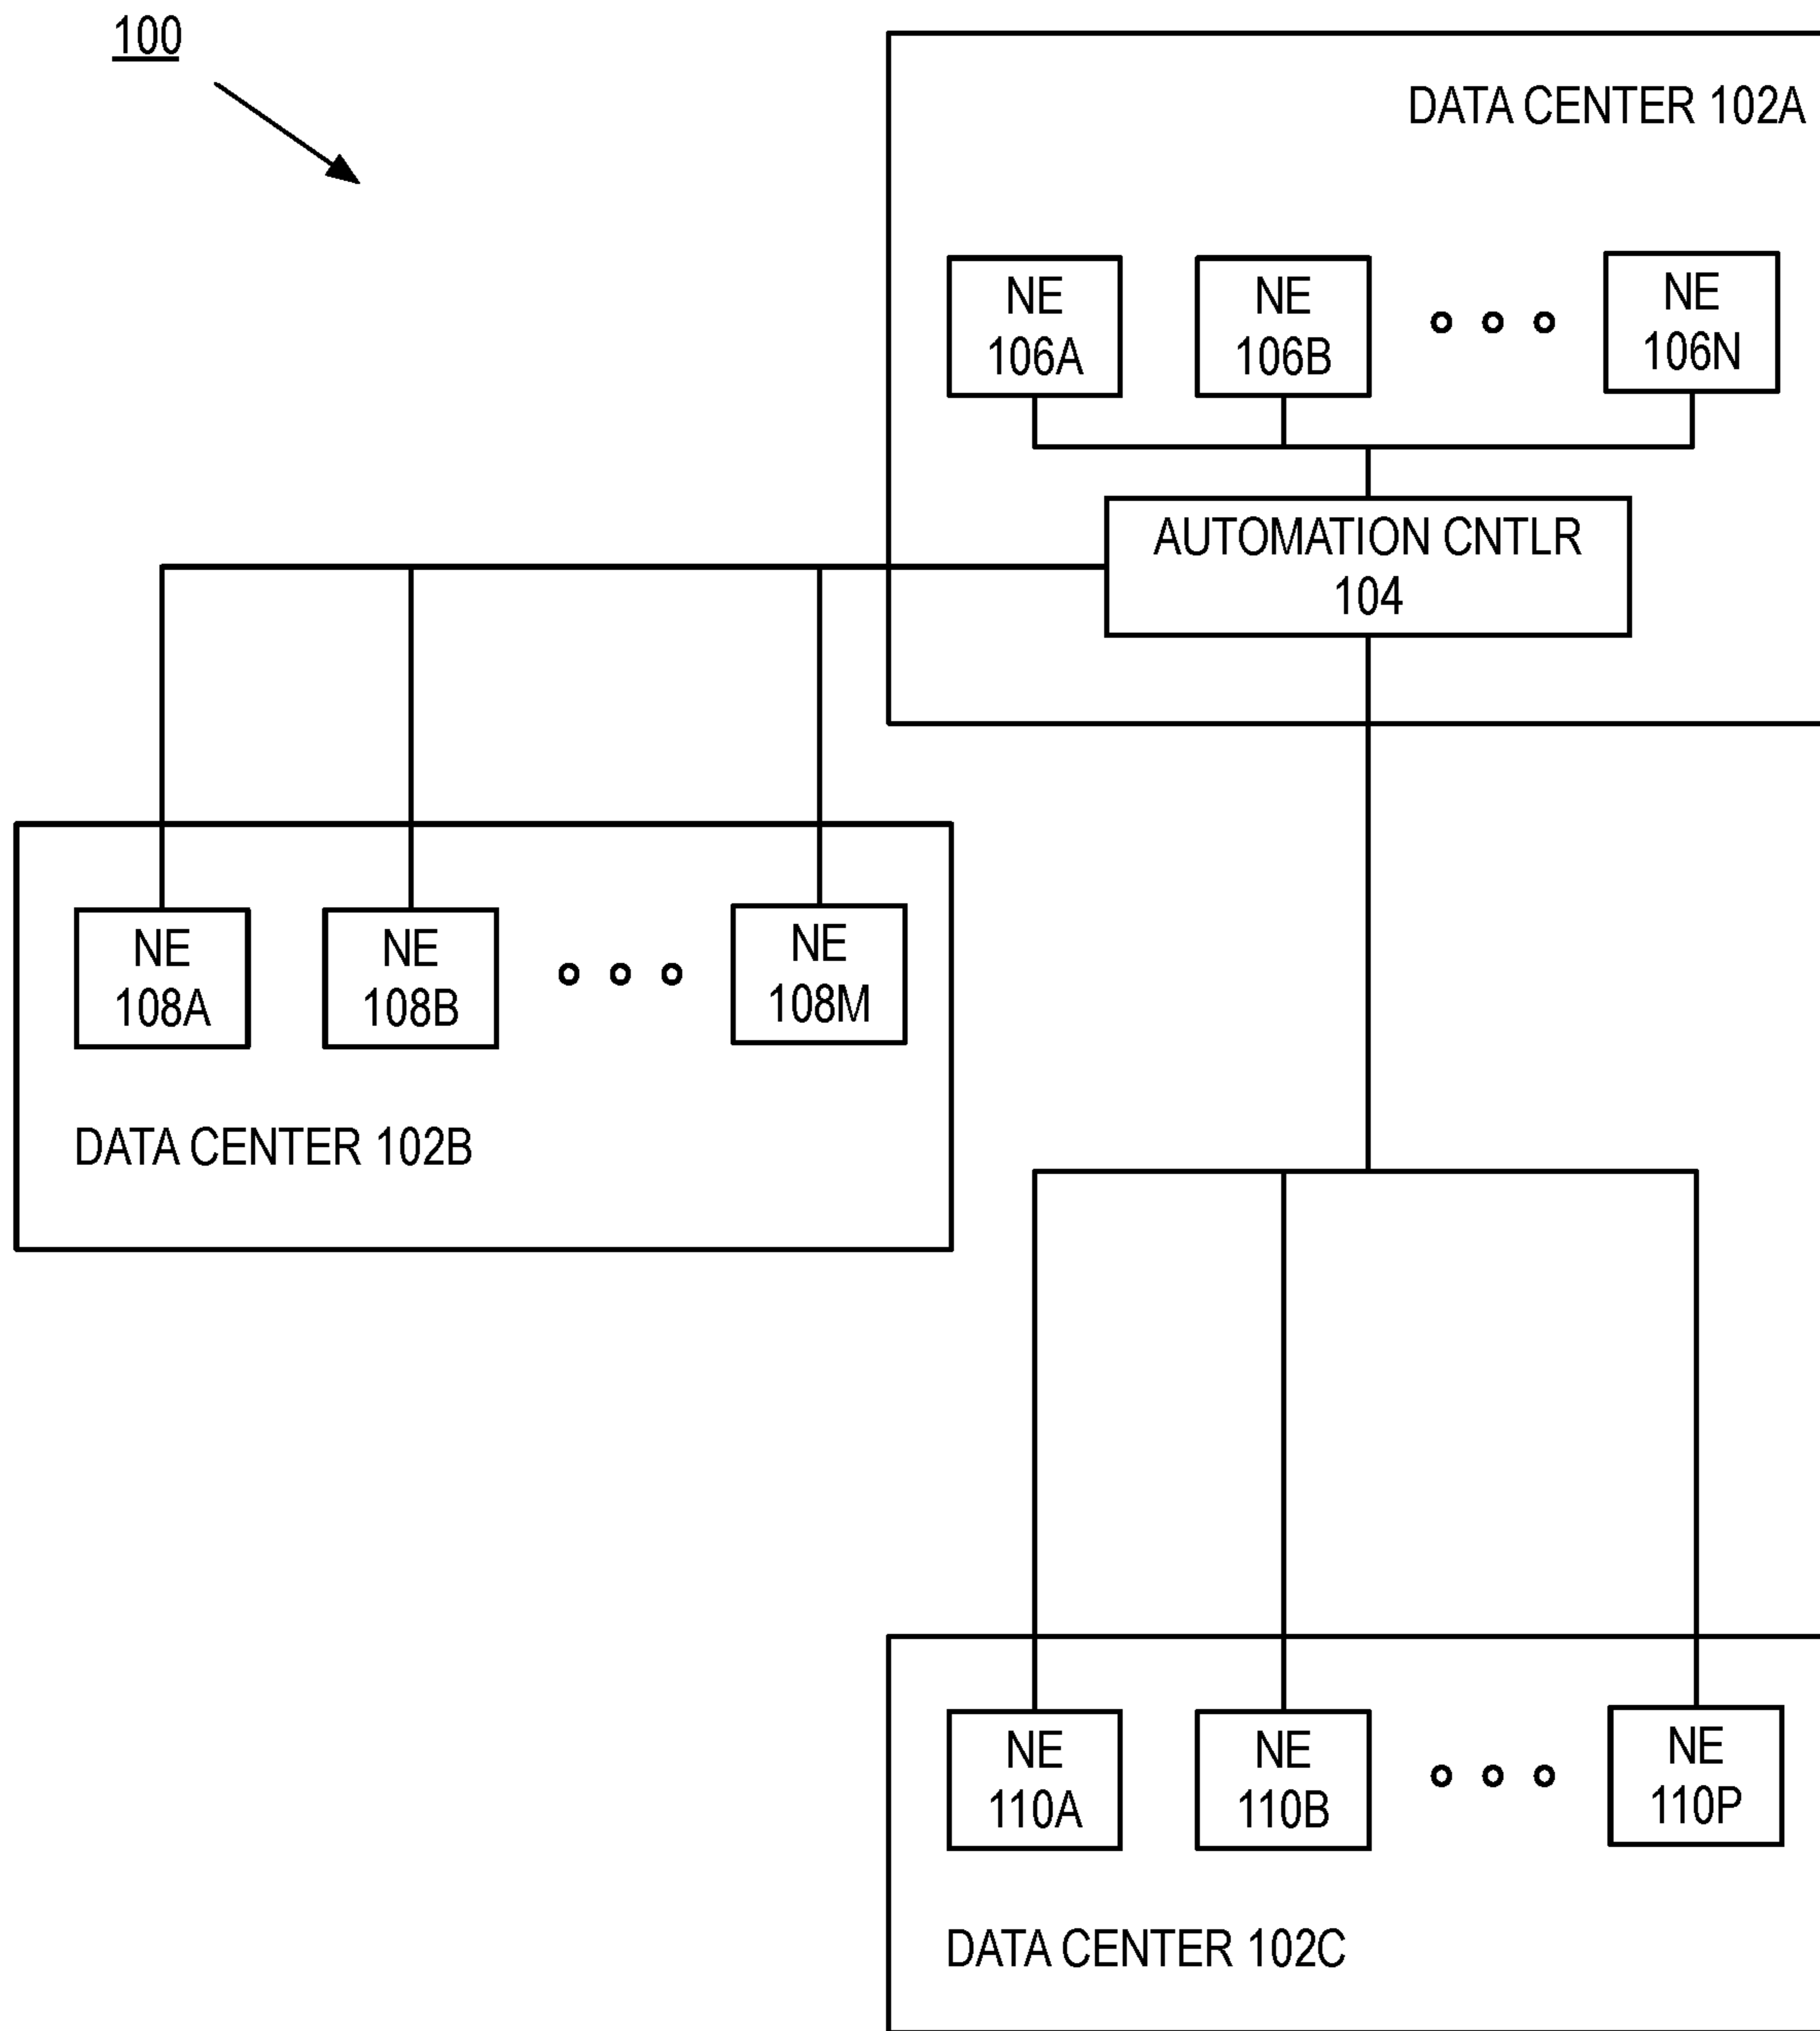 100
DATA CENTER 102A
NE
106A
NE
106B
NE
106N
AUTOMATION CNTLR
104
NE
108A
NE
108B
NE
108M
DATA CENTER 102B
NE
110A
NE
110B
NE
110P
DATA CENTER 102C